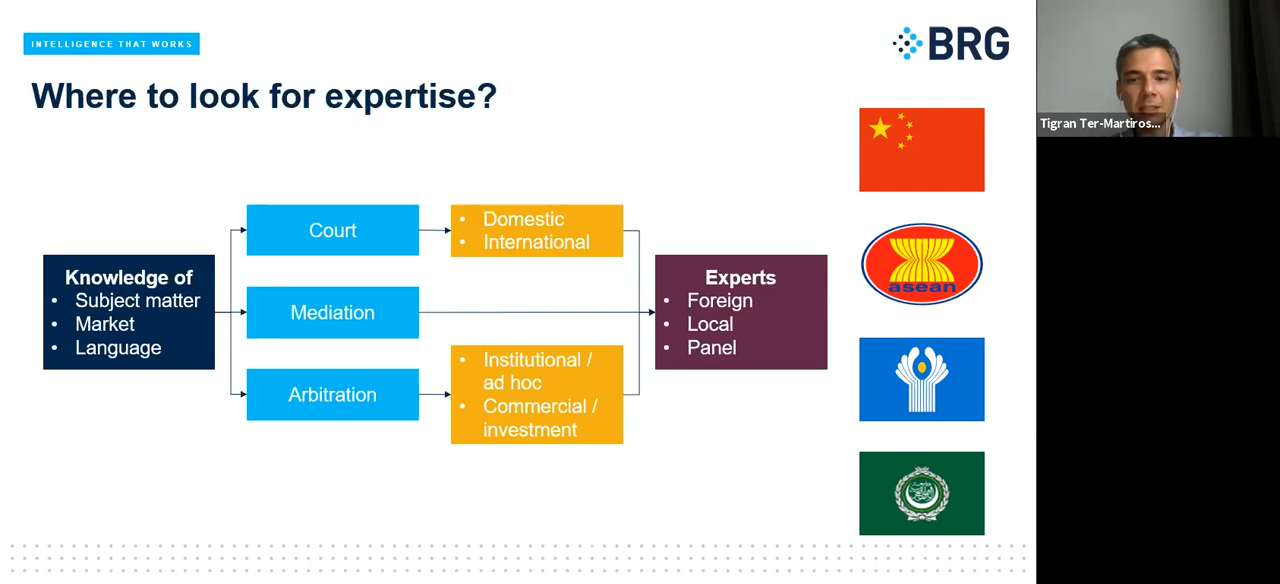 INTELLIGENCE THAT WORKS
BRG
Where to look for expertise?
Knowledge of
• Subject matter
• Market
• Language
Court
Mediation
Arbitration
• Domestic
• International
• Institutional /
ad hoc
• Commercial /
investment
Experts
• Foreign
• Local
• Panel
asean
Tigran Ter-Martiros...